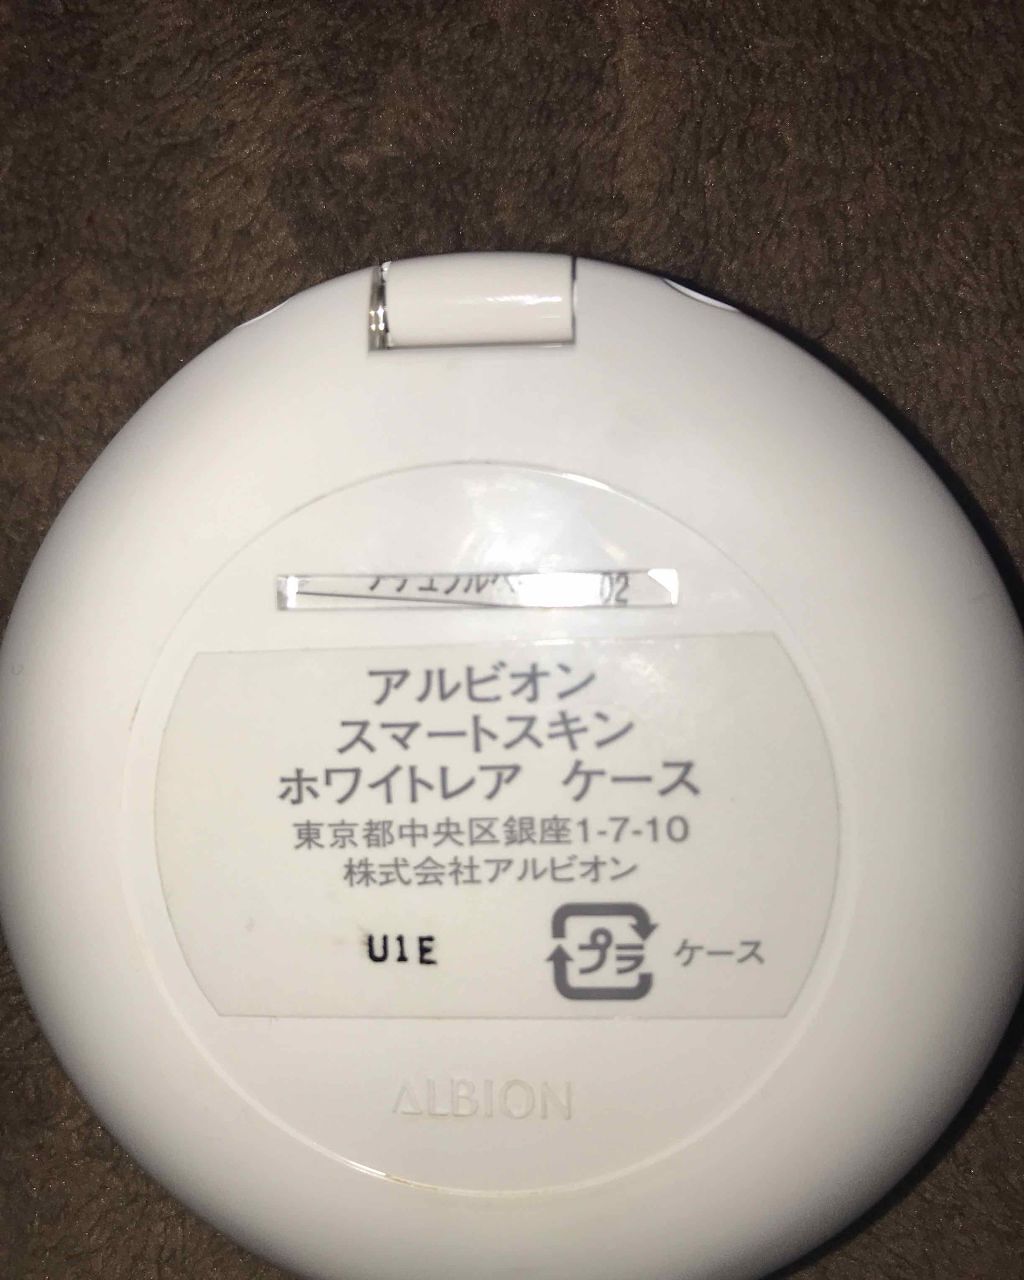 02
アルビオン
スマートスキン
ホワイトレア ケース
東京都中央区銀座1-7-10
株式会社アルビオン
U1E
プラ ケース
ALBION